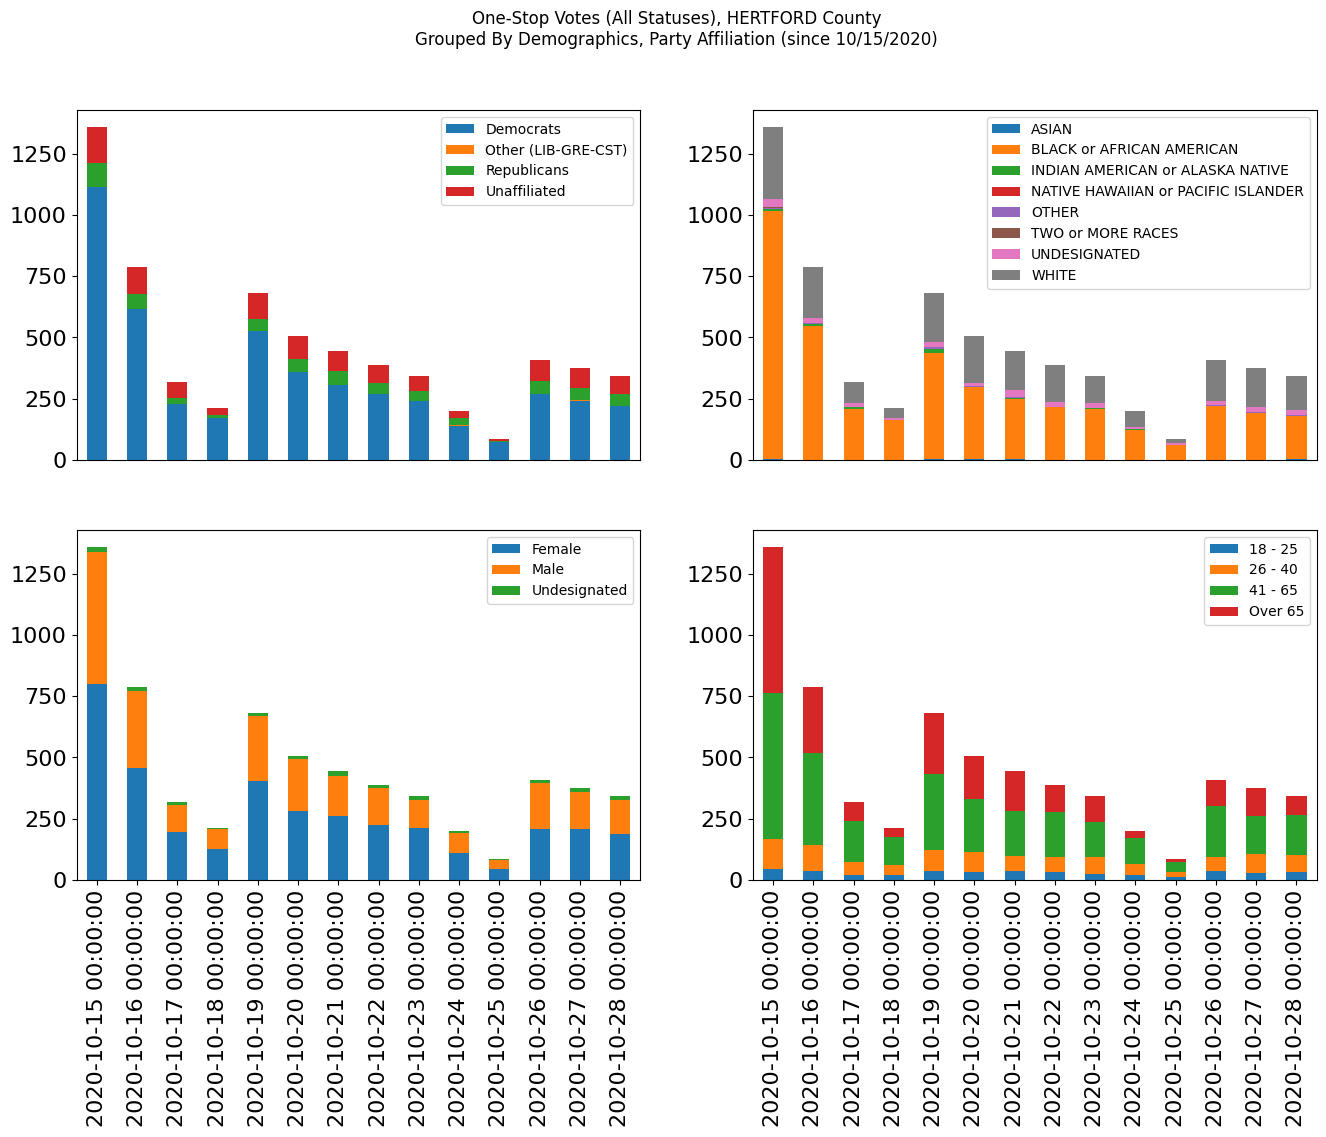 One-Stop Votes (All Statuses), HERTFORD County
Grouped By Demographics, Party Affiliation (since 10/15/2020)
1250
1000
750
500
250
0
Democrats
Other (LIB-GRE-CST)
Republicans
Unaffiliated
1250
1000
750
500
250
0
ASIAN
BLACK or AFRICAN AMERICAN
INDIAN AMERICAN or ALASKA NATIVE
NATIVE HAWAIIAN or PACIFIC ISLANDER
OTHER
TWO or MORE RACES
UNDESIGNATED
WHITE
1250
1000
750
500
250
0
Female
Male
Undesignated
2020-10-15 00:00:00
2020-10-16 00:00:00
2020-10-17 00:00:00
2020-10-18 00:00:00
2020-10-19 00:00:00
2020-10-20 00:00:00
2020-10-21 00:00:00
2020-10-22 00:00:00
2020-10-23 00:00:00
2020-10-24 00:00:00
2020-10-25 00:00:00
2020-10-26 00:00:00
2020-10-27 00:00:00
2020-10-28 00:00:00
1250
1000
750
500
250
0
18 - 25
26 - 40
41 - 65
Over 65
2020-10-15 00:00:00
2020-10-16 00:00:00
2020-10-17 00:00:00
2020-10-18 00:00:00
2020-10-19 00:00:00
2020-10-20 00:00:00
2020-10-21 00:00:00
2020-10-22 00:00:00
2020-10-23 00:00:00
2020-10-24 00:00:00
2020-10-25 00:00:00
2020-10-26 00:00:00
2020-10-27 00:00:00
2020-10-28 00:00:00